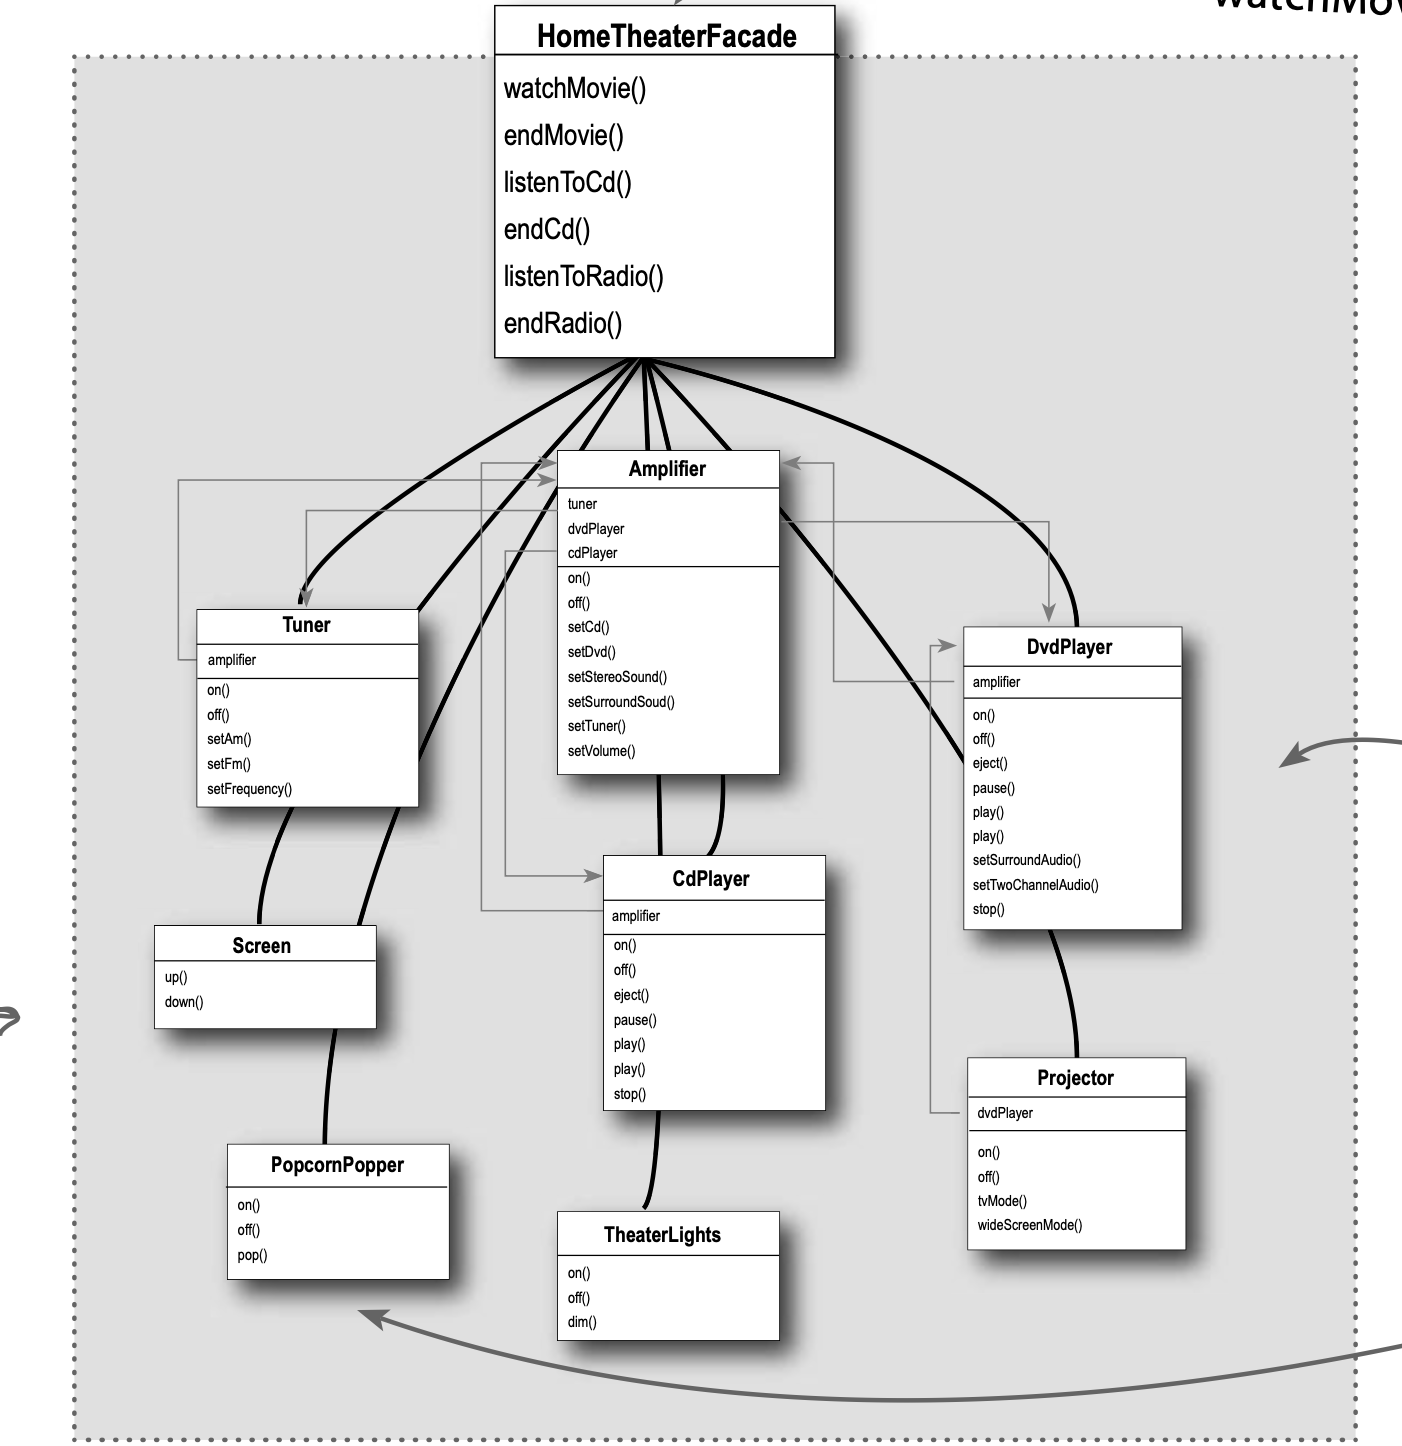 HomeTheaterFacade
watchMovie()
endMovie()
listenToCd()
endCd()
listenToRadio()
endRadio()
Amplifier
tuner
dvdPlayer
cdPlayer
on()
off()
setCd()
setDvd()
setStereoSound()
setSurroundSoud()
setTuner()
setVolume()
Tuner
amplifier
on()
off()
setAm()
setFm()
setFrequency()
DvdPlayer
amplifier
on()
off()
eject()
pause()
play()
play()
setSurroundAudio()
setTwoChannelAudio()
stop()
Screen
up()
down()
CdPlayer
amplifier
on()
off()
eject()
pause()
play()
play()
stop()
Projector
dvdPlayer
on()
off()
tvMode()
wideScreenMode()
PopcornPopper
on()
off()
pop()
TheaterLights
on()
off()
dim()